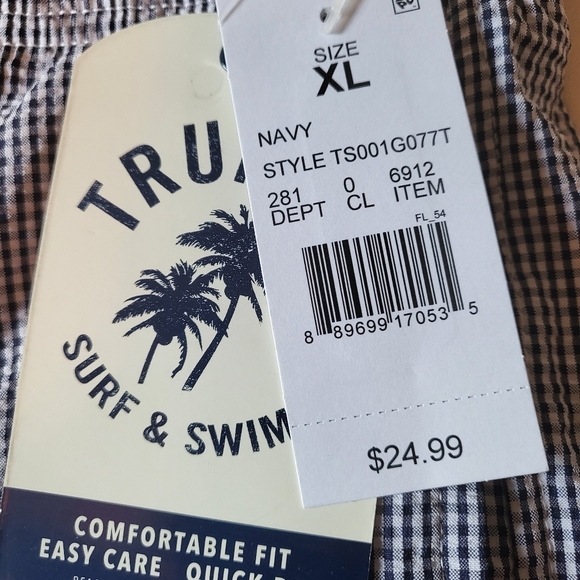 SIZE
XL
NAVY
STYLE TS001G077T
281 0 6912
DEPT CL ITEM
FL_54
8 89699 17053 5
$24.99
SURF & SWIM
COMFORTABLE FIT
EASY CARE QUICK